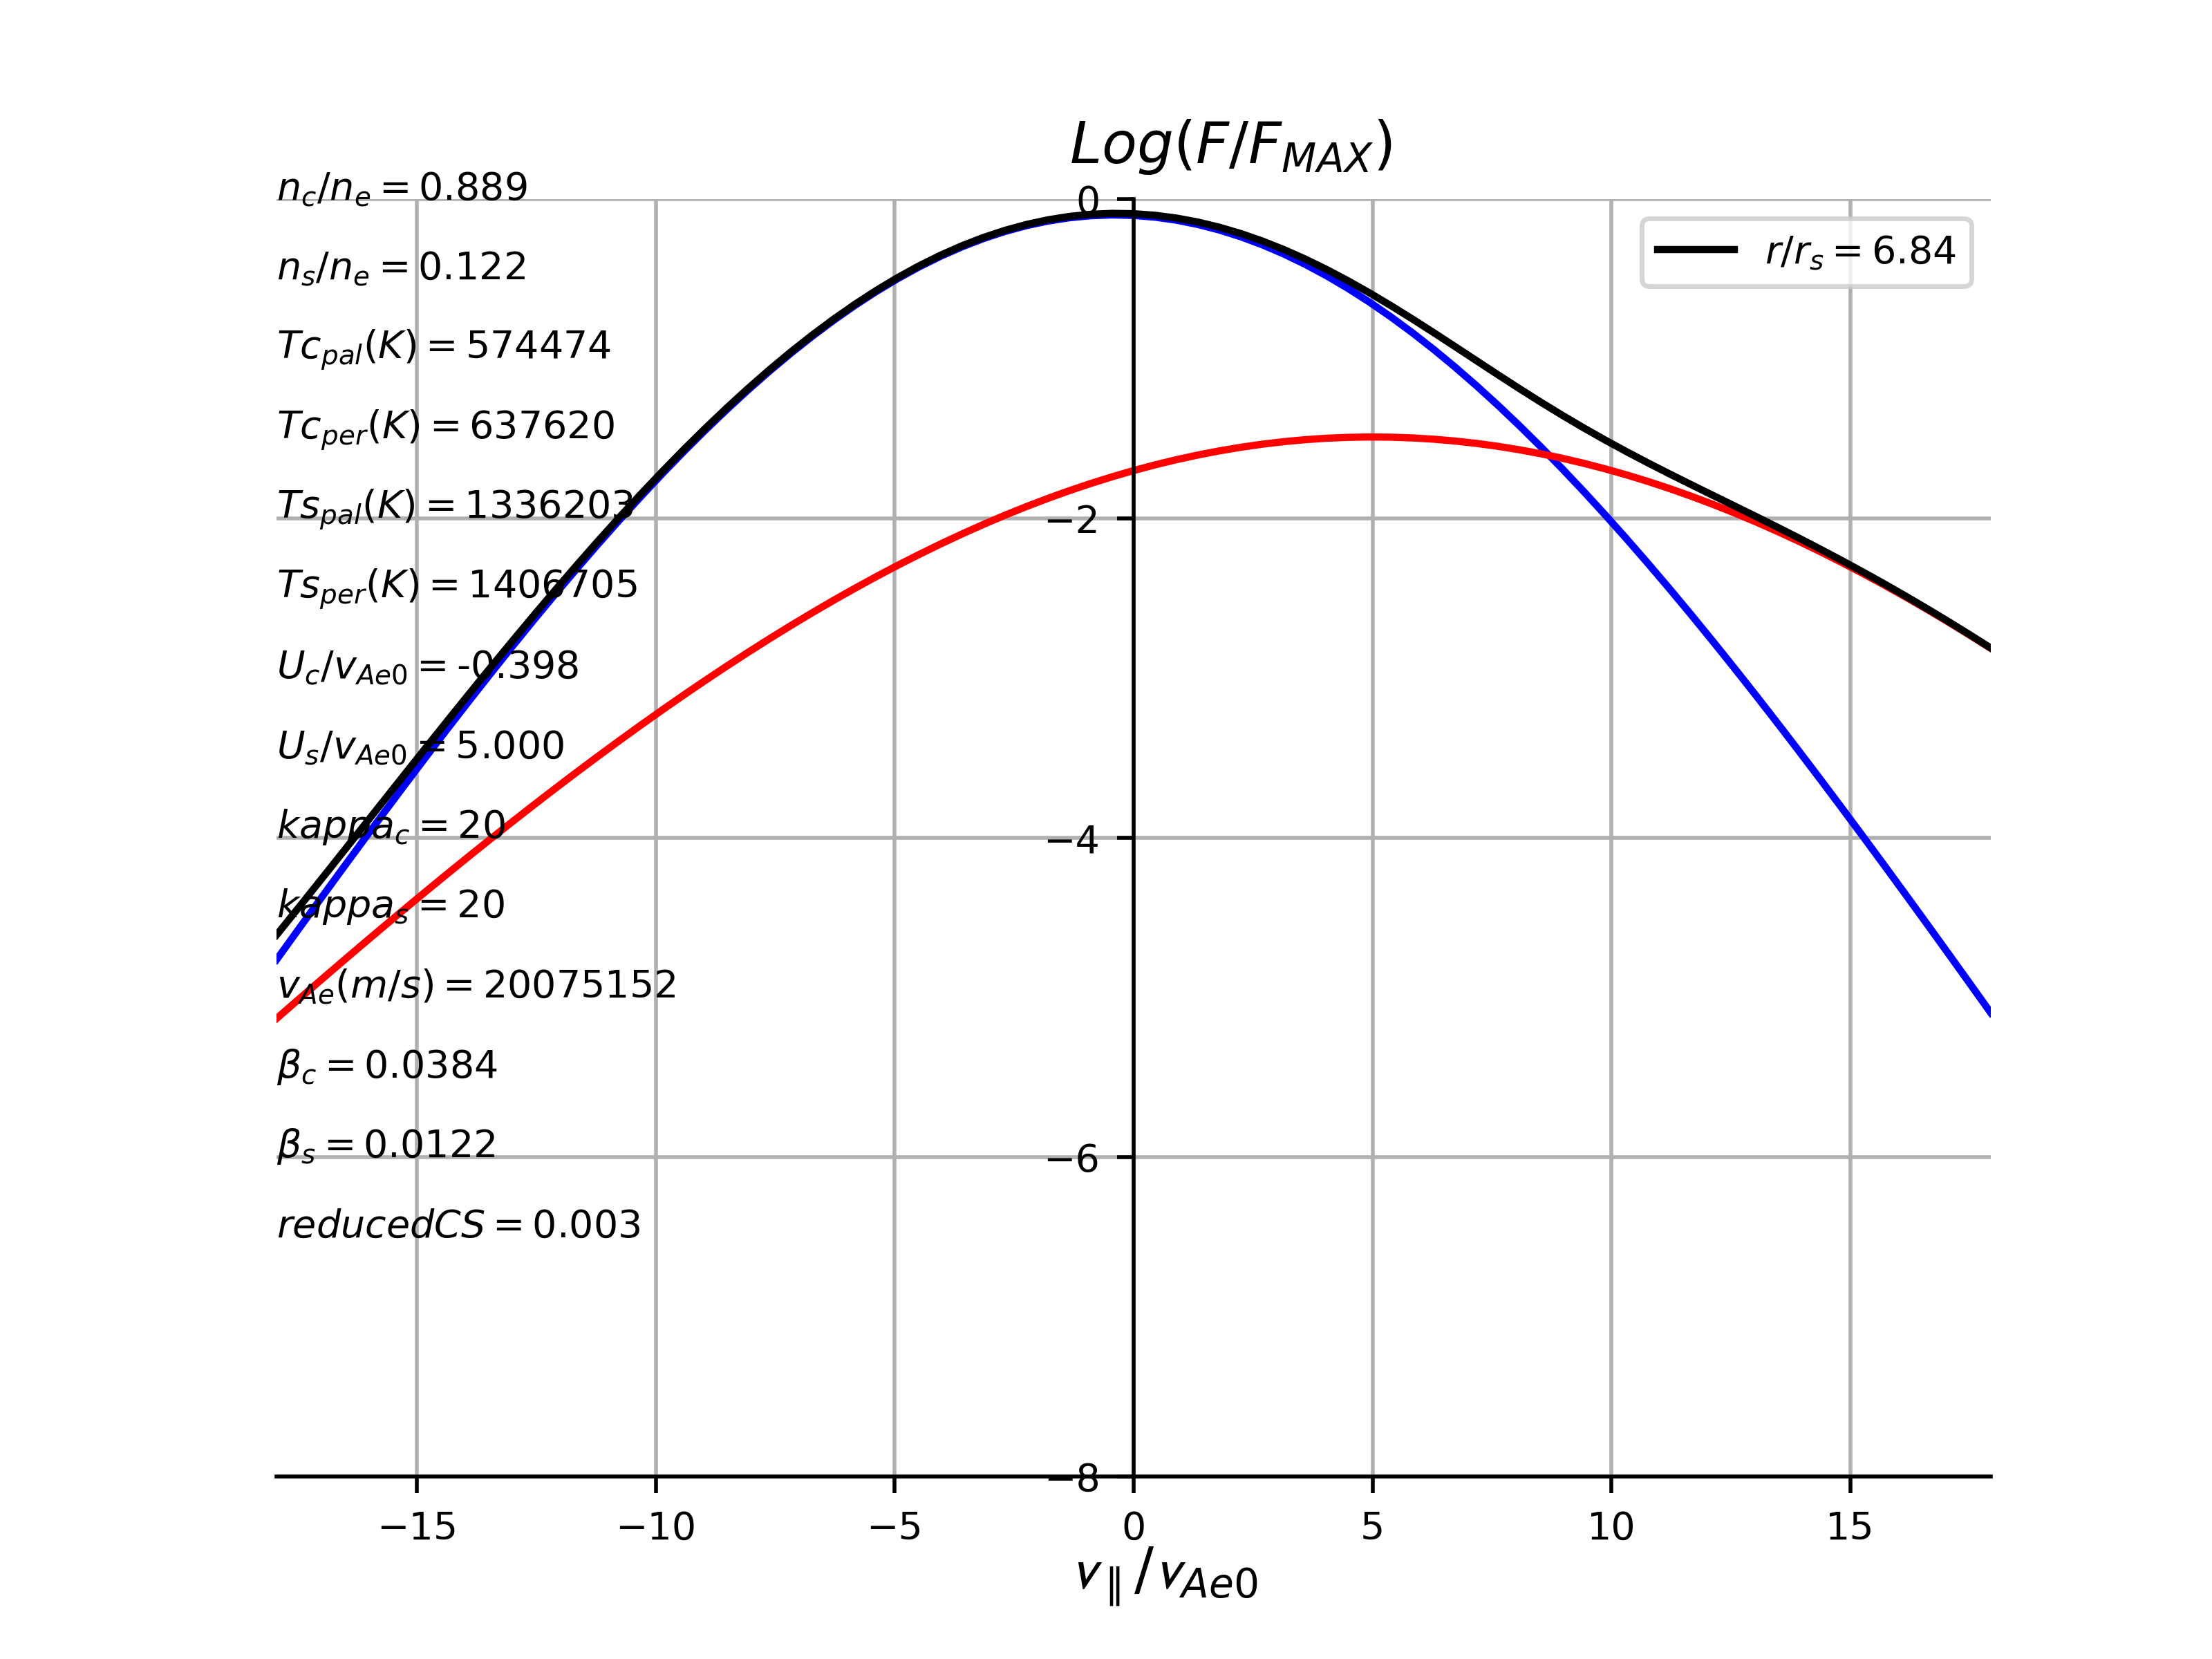 Log(F/F_MAX)
n_c/n_e = 0.889
n_s/n_e = 0.122
Tc_pal(K) = 574474
Tc_per(K) = 637620
Ts_pal(K) = 1336203
Ts_per(K) = 1406705
U_c/v_Ae0 = -0.398
U_s/v_Ae0 = 5.000
kappa_c = 20
kappa_s = 20
v_Ae(m/s) = 20075152
β_c = 0.0384
β_s = 0.0122
reducedCS = 0.003
r/r_s = 6.84
0
−2
−4
−6
−8
−15 −10 −5 0 5 10 15
v_∥/v_Ae0